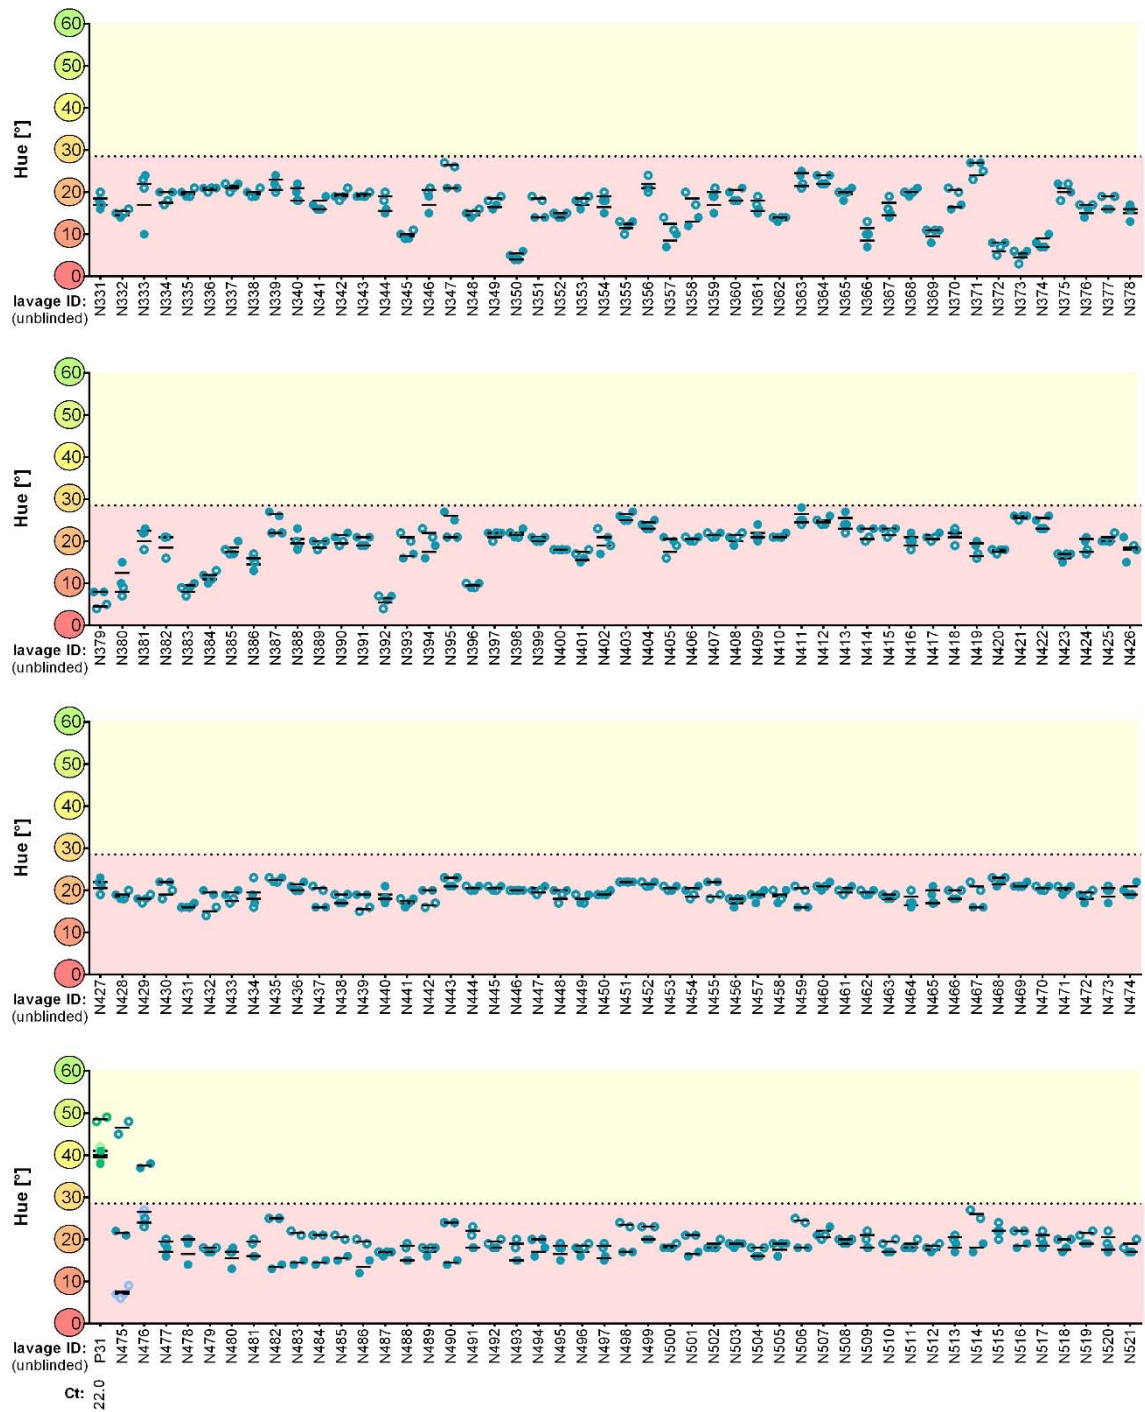 60
50
40
30
20
10
0
Hue [°]
lavage ID:
(unblinded)
N331 N332 N333 N334 N335 N336 N337 N338 N339 N340 N341 N342 N343 N344 N345 N346 N347 N348 N349 N350 N351 N352 N353 N354 N355 N356 N357 N358 N359 N360 N361 N362 N363 N364 N365 N366 N367 N368 N369 N370 N371 N372 N373 N374 N375 N376 N377 N378
60
50
40
30
20
10
0
Hue [°]
lavage ID:
(unblinded)
N379 N380 N381 N382 N383 N384 N385 N386 N387 N388 N389 N390 N391 N392 N393 N394 N395 N396 N397 N398 N399 N400 N401 N402 N403 N404 N405 N406 N407 N408 N409 N410 N411 N412 N413 N414 N415 N416 N417 N418 N419 N420 N421 N422 N423 N424 N425 N426
60
50
40
30
20
10
0
Hue [°]
lavage ID:
(unblinded)
N427 N428 N429 N430 N431 N432 N433 N434 N435 N436 N437 N438 N439 N440 N441 N442 N443 N444 N445 N446 N447 N448 N449 N450 N451 N452 N453 N454 N455 N456 N457 N458 N459 N460 N461 N462 N463 N464 N465 N466 N467 N468 N469 N470 N471 N472 N473 N474
60
50
40
30
20
10
0
Hue [°]
lavage ID:
(unblinded)
P31 N475 N476 N477 N478 N479 N480 N481 N482 N483 N484 N485 N486 N487 N488 N489 N490 N491 N492 N493 N494 N495 N496 N497 N498 N499 N500 N501 N502 N503 N504 N505 N506 N507 N508 N509 N510 N511 N512 N513 N514 N515 N516 N517 N518 N519 N520 N521
Ct:
22.0